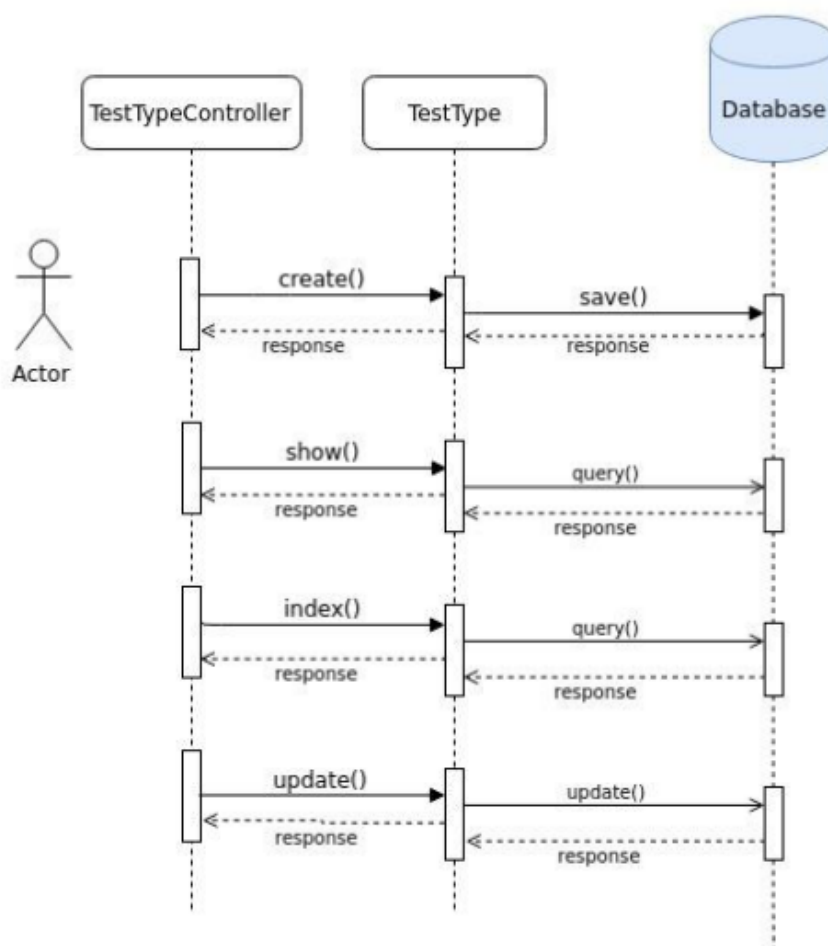 TestTypeController
TestType
Database
Actor
create()
save()
response
response
show()
query()
response
response
index()
query()
response
response
update()
update()
response
response